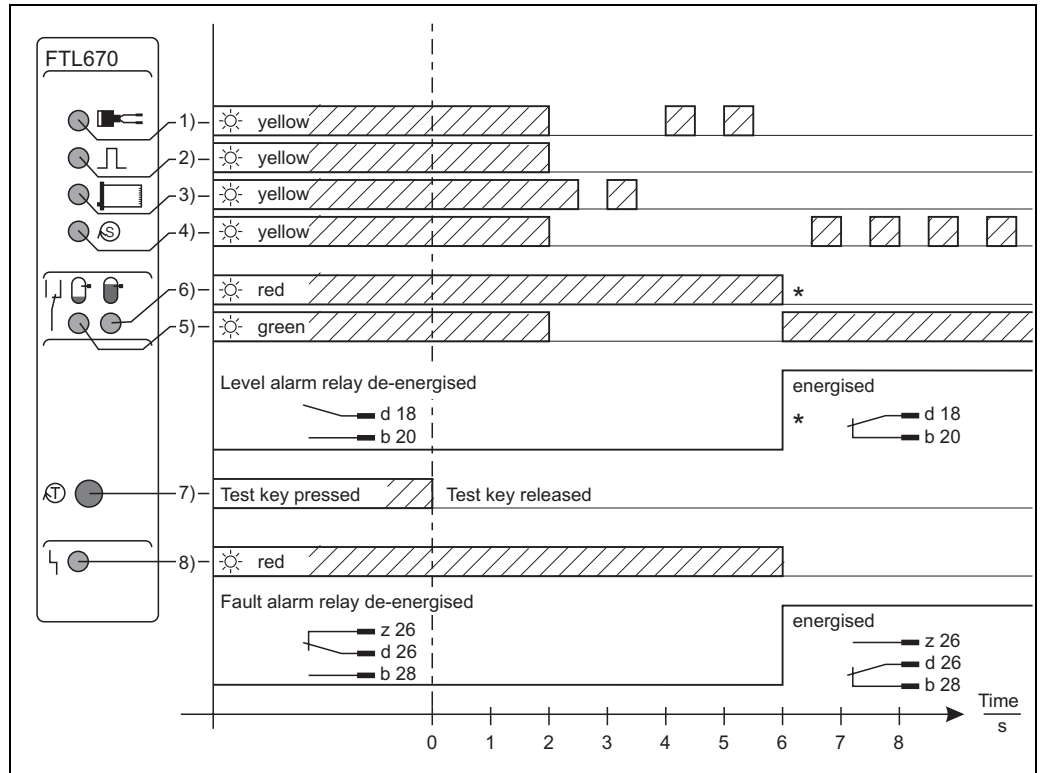 FTL670
1) yellow
2) yellow
3) yellow
4) S yellow
6) red *
5) green
Level alarm relay de-energised energised
d 18 * d 18
b 20 b 20
T 7) Test key pressed Test key released
8) red
Fault alarm relay de-energised energised
z 26 z 26
d 26 d 26
b 28 b 28
Time
s
0 1 2 3 4 5 6 7 8